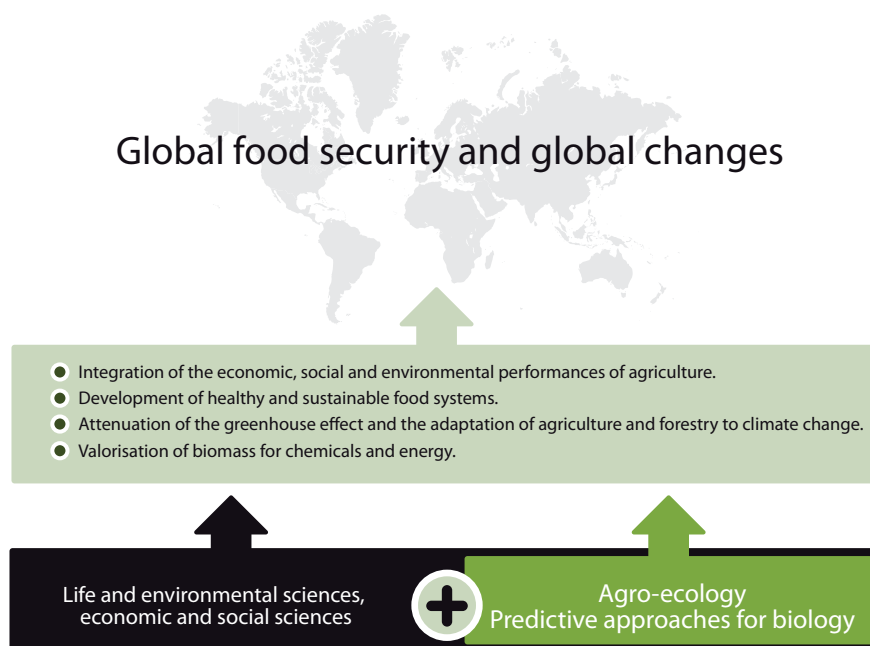 Global food security and global changes
Integration of the economic, social and environmental performances of agriculture.
Development of healthy and sustainable food systems.
Attenuation of the greenhouse effect and the adaptation of agriculture and forestry to climate change.
Valorisation of biomass for chemicals and energy.
Life and environmental sciences,
economic and social sciences
+
Agro-ecology
Predictive approaches for biology